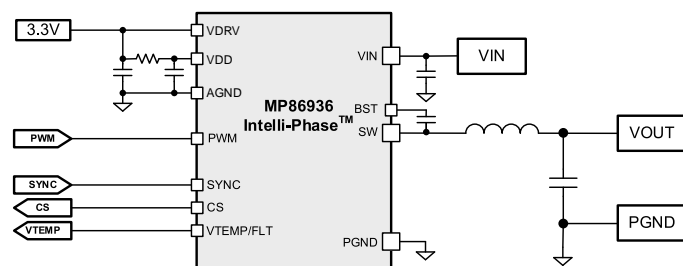 3.3V
VDRV
VDD
AGND
PWM
PWM
SYNC
SYNC
CS
CS
VTEMP
VTEMP/FLT
MP86936
Intelli-Phase™
VIN
VIN
BST
SW
VOUT
PGND
PGND